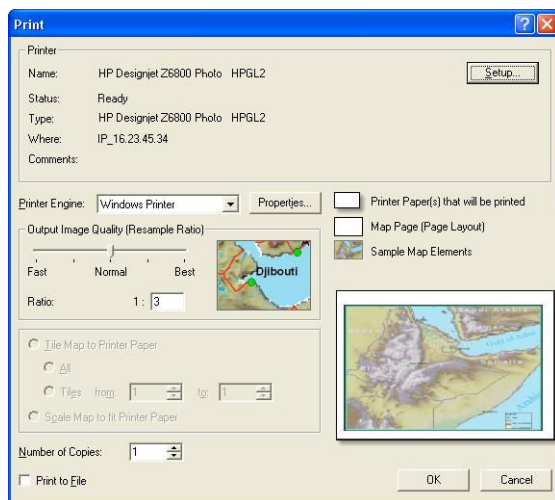 Print
Printer
Name: HP Designjet Z6800 Photo HPGL2
Setup...
Status: Ready
Type: HP Designjet Z6800 Photo HPGL2
Where: IP_16.23.45.34
Comments:
Printer Engine: Windows Printer
Properties...
Printer Paper(s) that will be printed
Map Page (Page Layout)
Sample Map Elements
Output Image Quality (Resample Ratio)
Fast Normal Best
Djibouti
Ratio: 1 : 3
Tile Map to Printer Paper
All
Tiles from: 1 to: 1
Scale Map to fit Printer Paper
Gulf of Aden
Number of Copies: 1
Print to File
OK Cancel